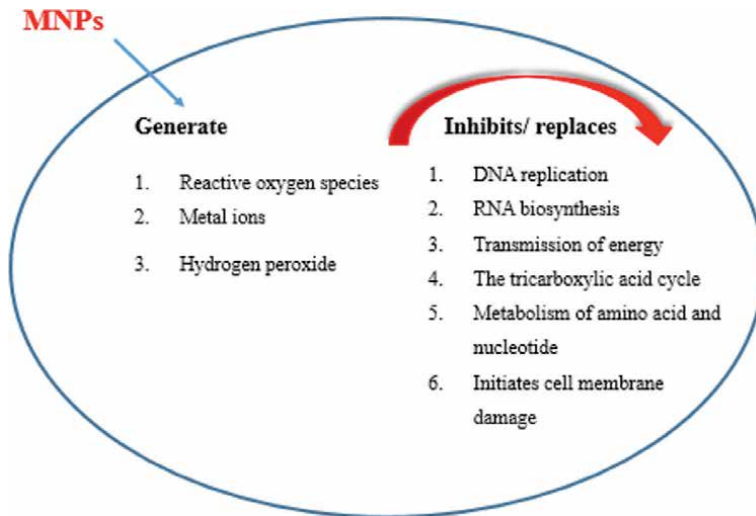 MNPs
Generate
1. Reactive oxygen species
2. Metal ions
3. Hydrogen peroxide
Inhibits/ replaces
1. DNA replication
2. RNA biosynthesis
3. Transmission of energy
4. The tricarboxylic acid cycle
5. Metabolism of amino acid and
nucleotide
6. Initiates cell membrane
damage